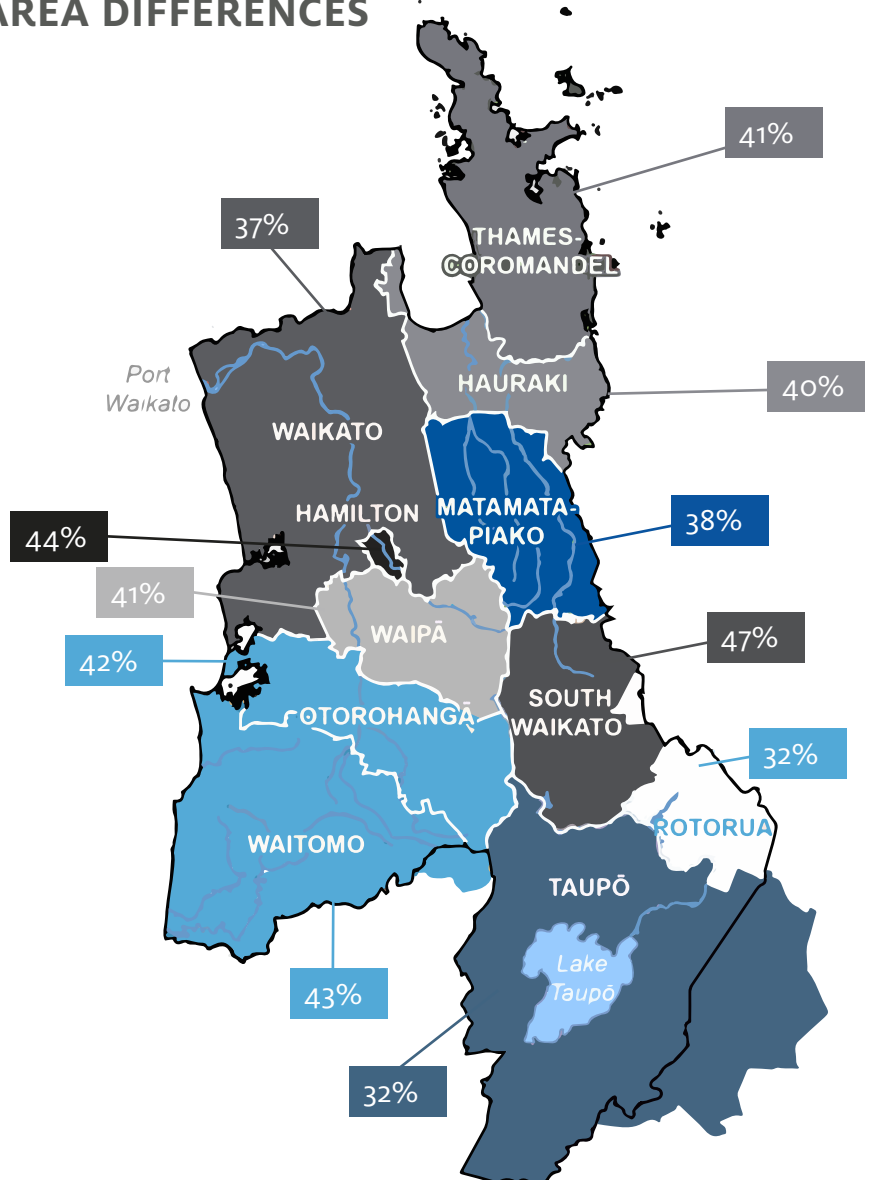 AREA DIFFERENCES
41%
37%
THAMES-
COROMANDEL
Port
Waikato
HAURAKI
40%
WAIKATO
HAMILTON
MATAMATA-
PIAKO
38%
44%
41%
WAIPĀ
47%
42%
SOUTH
WAIKATO
OTOROHANGĀ
32%
ROTORUA
WAITOMO
TAUPŌ
Lake
Taupō
43%
32%